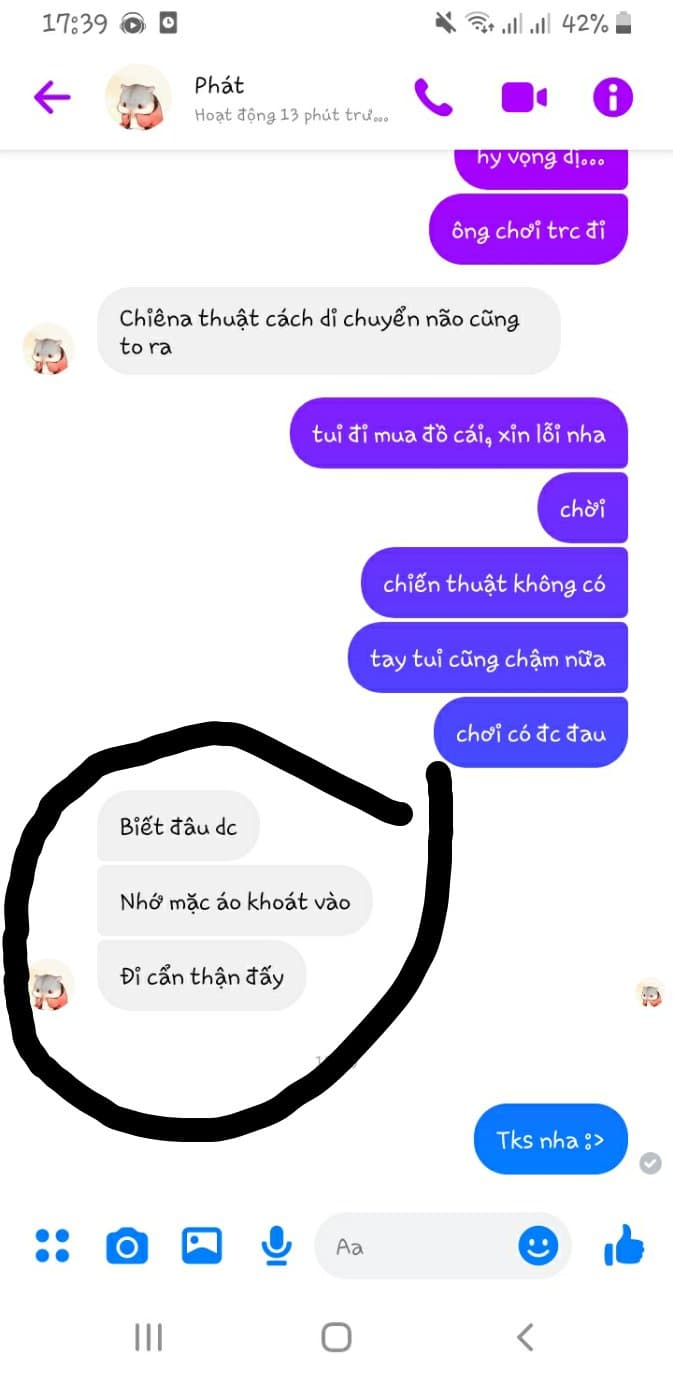 17:39
42%
Phát
Hoạt động 13 phút trư...
hy vọng dị...
ông chơi trc đi
Chiêna thuật cách di chuyển não cũng
to ra
tui đi mua đồ cái, xin lỗi nha
chời
chiến thuật không có
tay tui cũng chậm nữa
chơi có đc đau
Biết đâu dc
Nhớ mặc áo khoát vào
Đi cẩn thận đấy
Tks nha :>
Aa